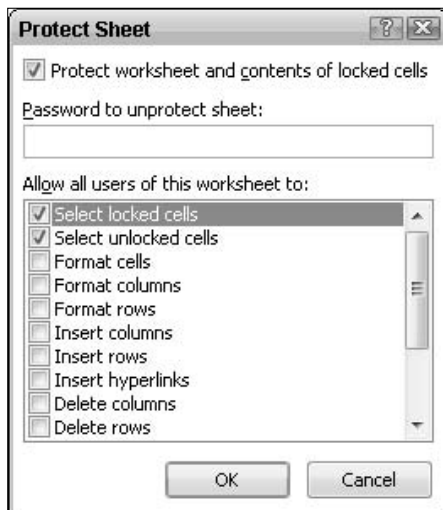 Protect Sheet
Protect worksheet and contents of locked cells
Password to unprotect sheet:
Allow all users of this worksheet to:
Select locked cells
Select unlocked cells
Format cells
Format columns
Format rows
Insert columns
Insert rows
Insert hyperlinks
Delete columns
Delete rows
OK Cancel